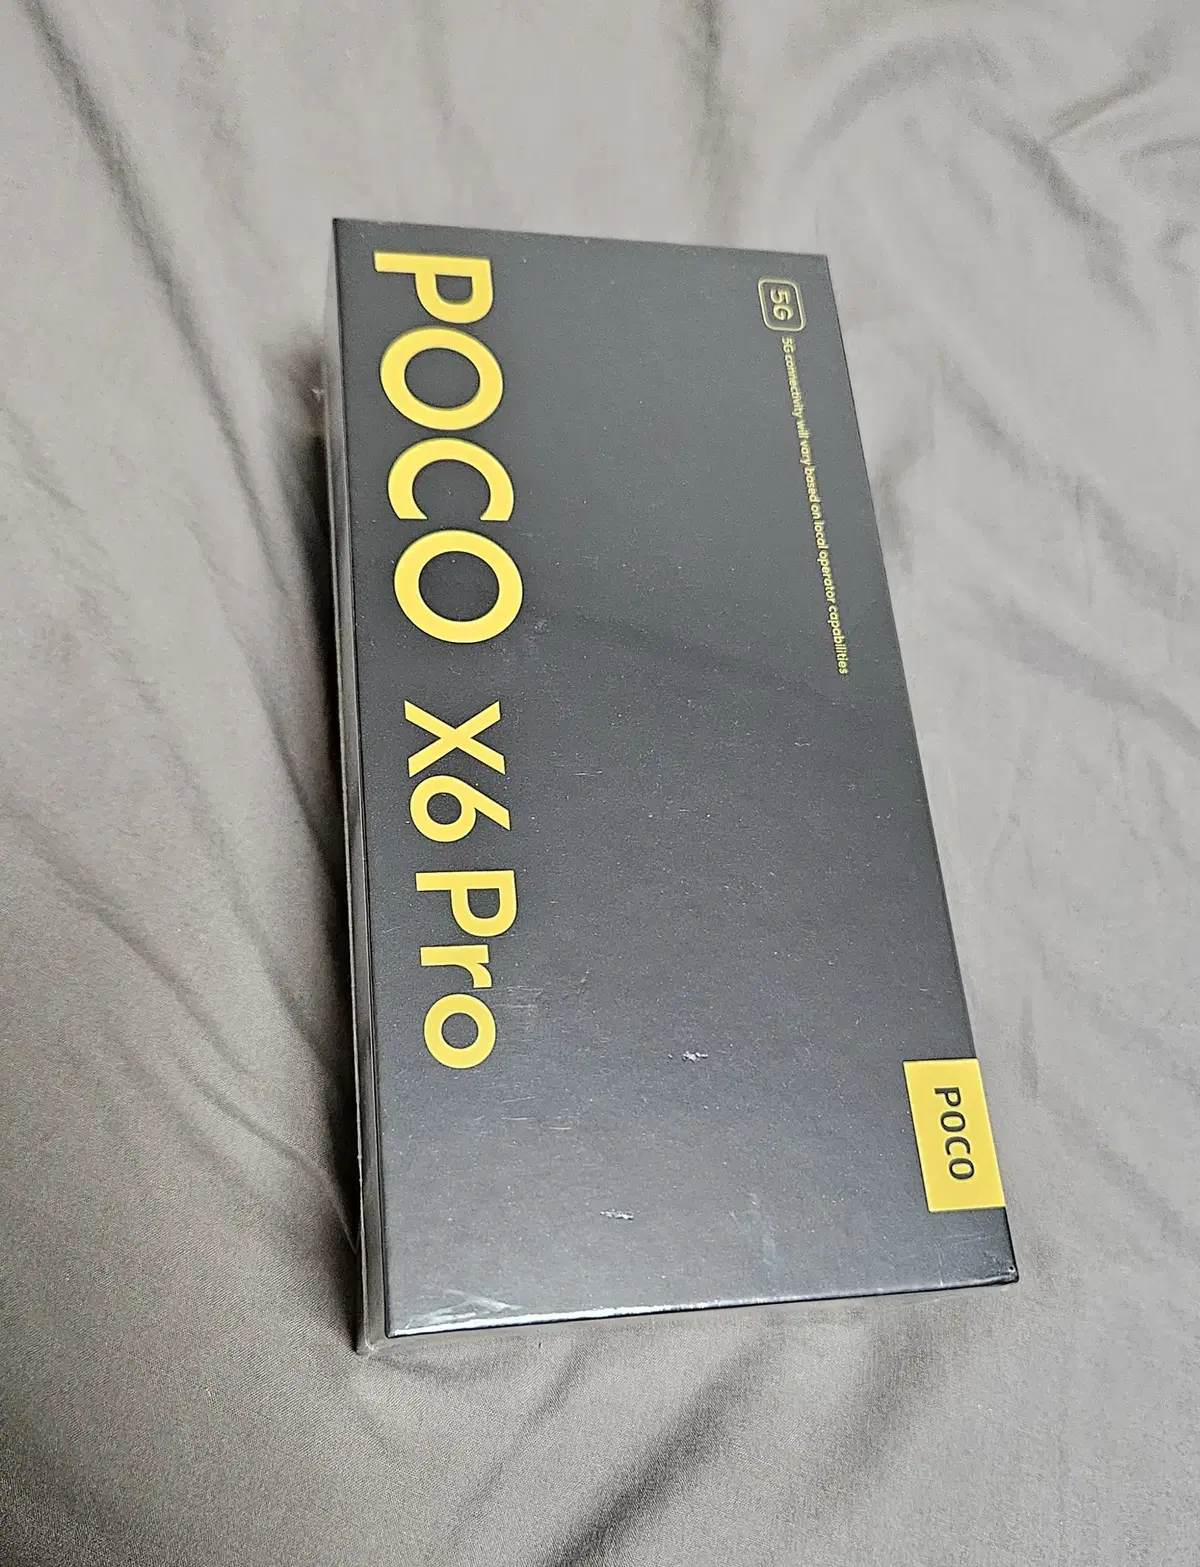 5G
5G connectivity will vary based on local operator capabilities
POCO
POCO X6 Pro